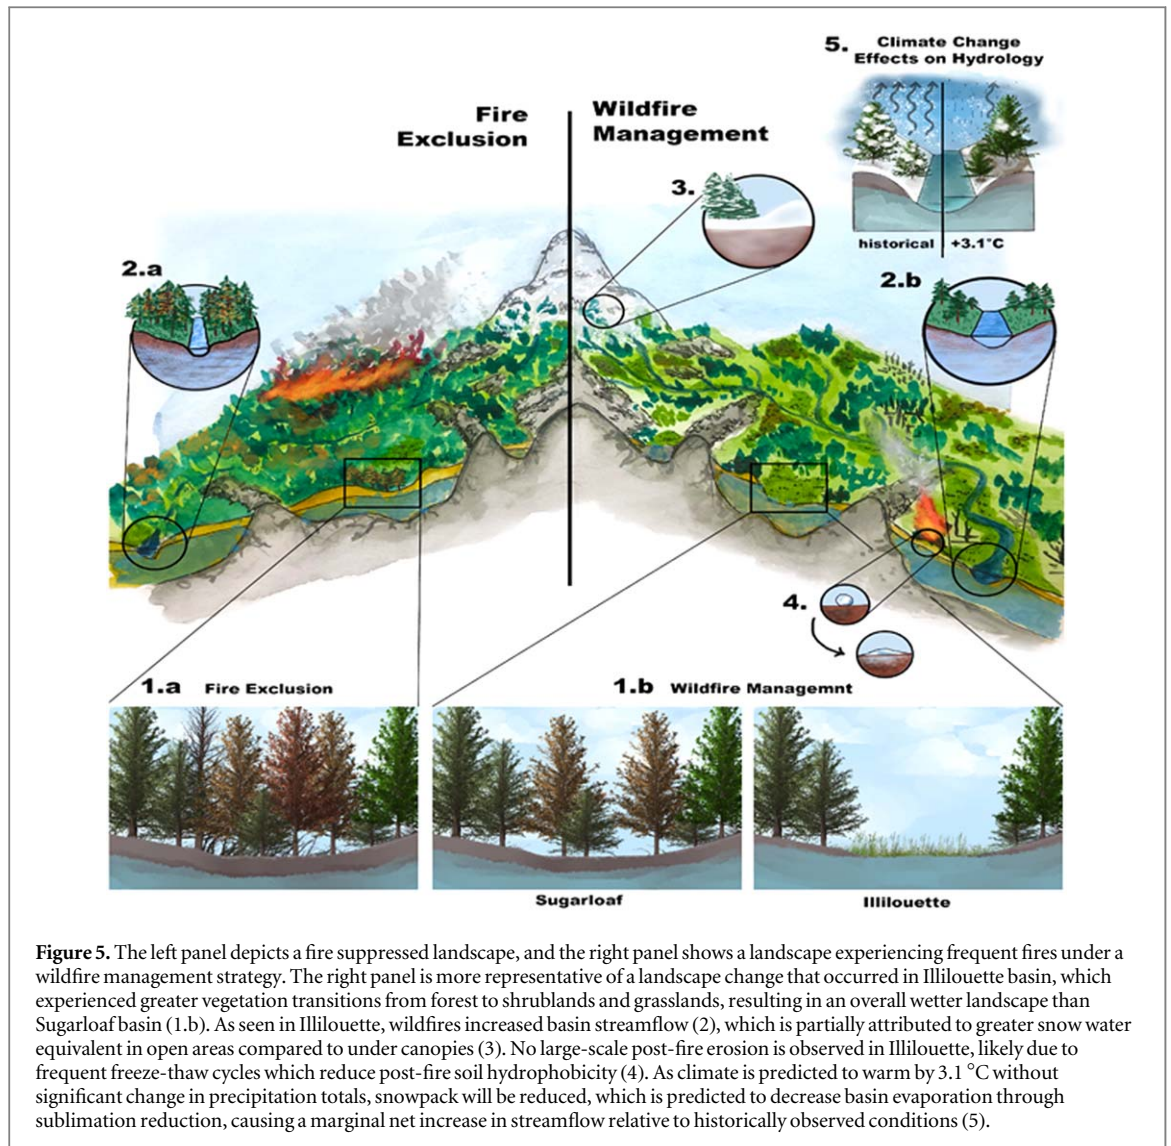 5. Climate Change
Effects on Hydrology
Fire
Exclusion
Wildfire
Management
3.
historical +3.1°C
2.a
2.b
4.
1.a Fire Exclusion
1.b Wildfire Managemnt
Sugarloaf
Illilouette
Figure 5. The left panel depicts a fire suppressed landscape, and the right panel shows a landscape experiencing frequent fires under a
wildfire management strategy. The right panel is more representative of a landscape change that occurred in Illilouette basin, which
experienced greater vegetation transitions from forest to shrublands and grasslands, resulting in an overall wetter landscape than
Sugarloaf basin (1.b). As seen in Illilouette, wildfires increased basin streamflow (2), which is partially attributed to greater snow water
equivalent in open areas compared to under canopies (3). No large-scale post-fire erosion is observed in Illilouette, likely due to
frequent freeze-thaw cycles which reduce post-fire soil hydrophobicity (4). As climate is predicted to warm by 3.1 °C without
significant change in precipitation totals, snowpack will be reduced, which is predicted to decrease basin evaporation through
sublimation reduction, causing a marginal net increase in streamflow relative to historically observed conditions (5).